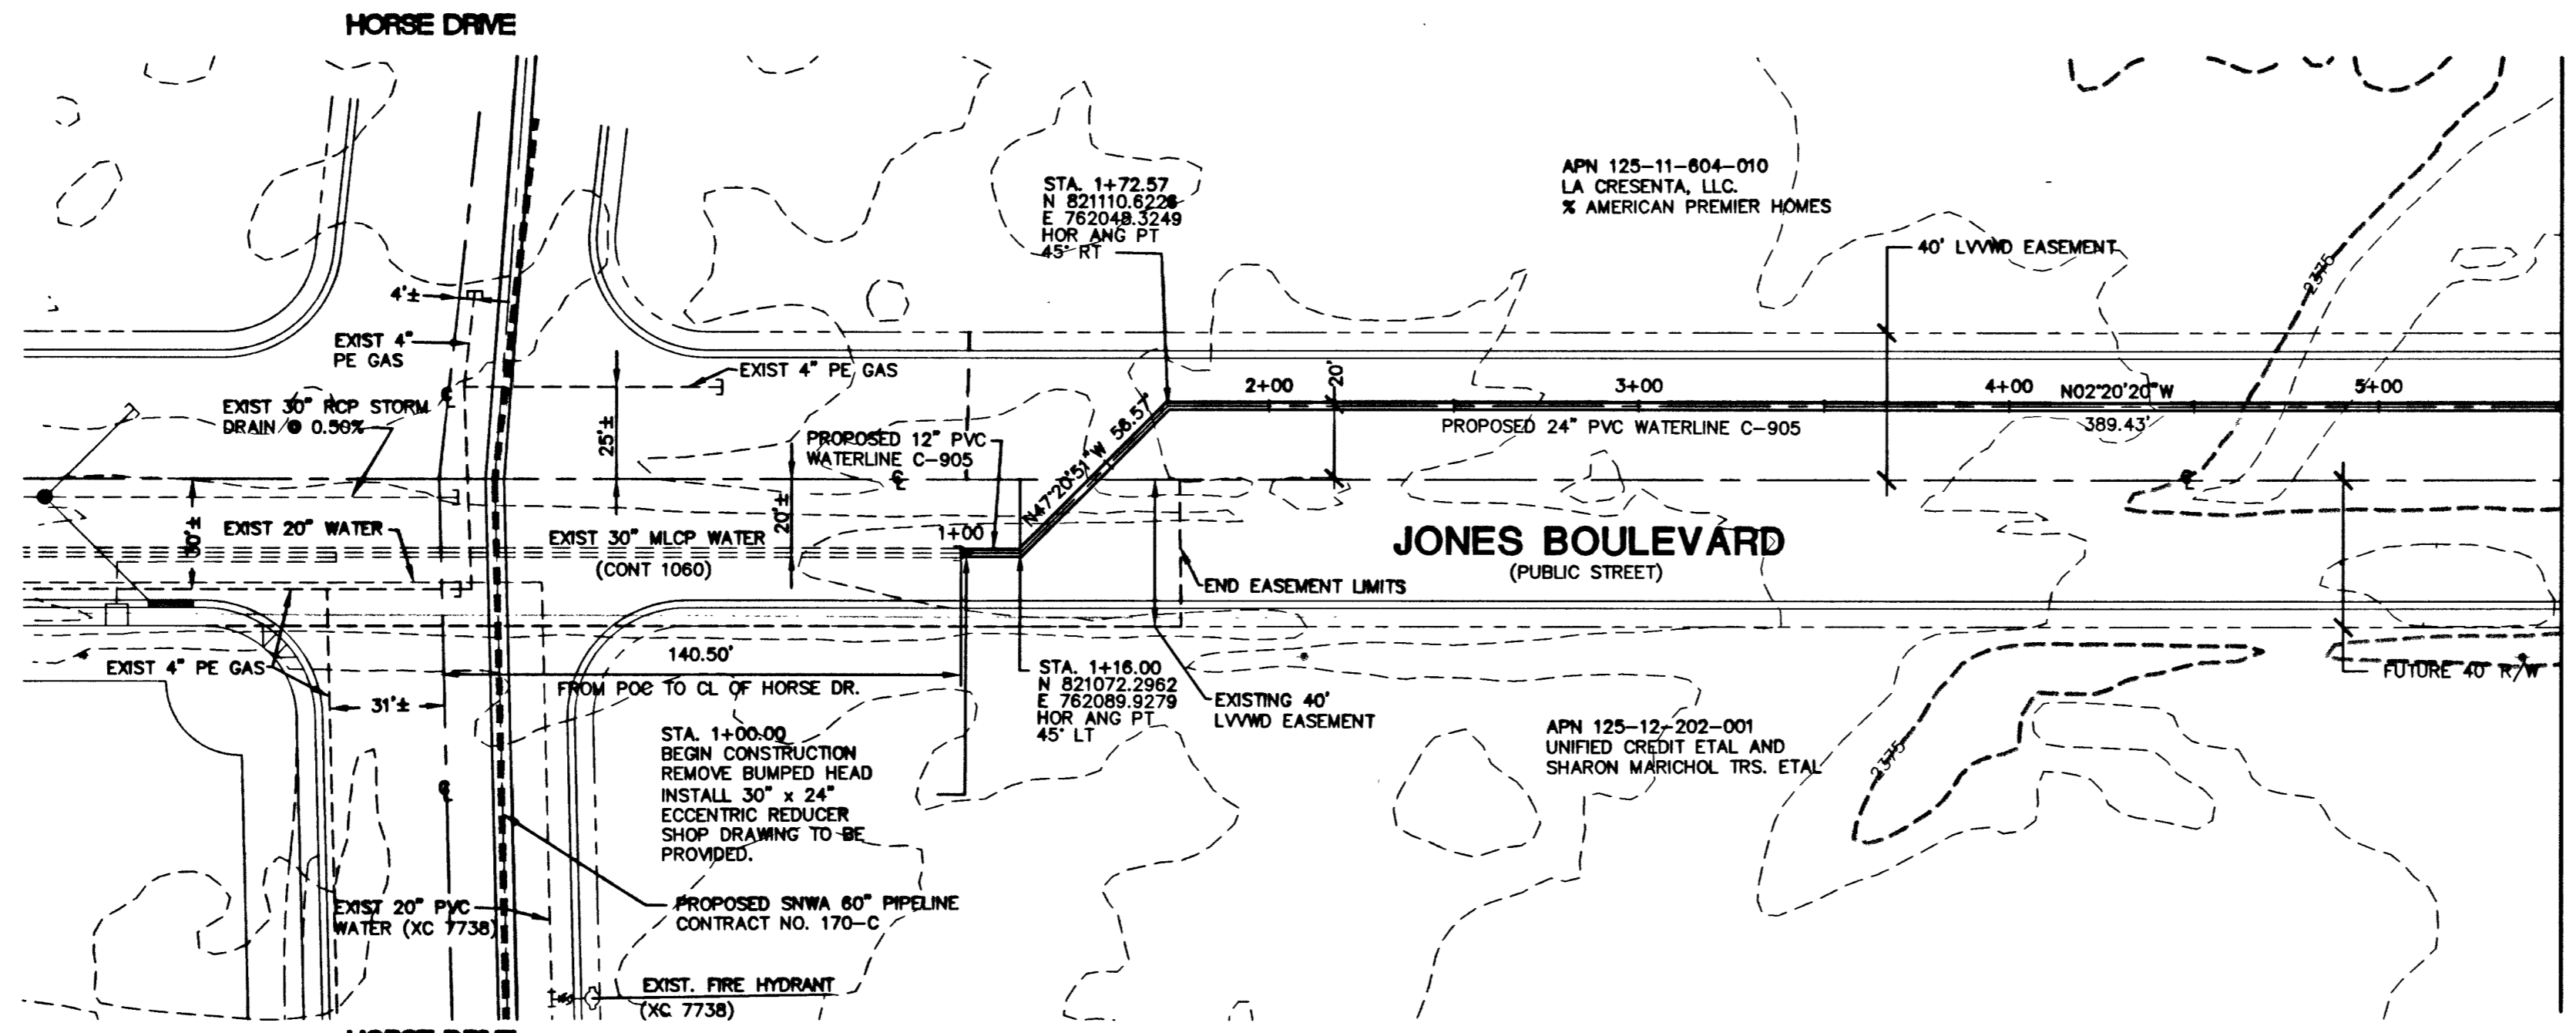 HORSE DRIVE
STA. 1+72.57
N 821110.6226
E 762048.3249
HOR ANG PT
45° RT
APN 125-11-604-010
LA CRESENTA, LLC.
% AMERICAN PREMIER HOMES
40' LVVWD EASEMENT
2375
4'±
EXIST 4"
PE GAS
EXIST 4" PE GAS
2+00
20'
3+00
4+00
N02°20'20"W
5+00
EXIST 30" RCP STORM
DRAIN @ 0.50%
25'±
PROPOSED 12" PVC
WATERLINE C-905
N47°20'51"W 56.57'
PROPOSED 24" PVC WATERLINE C-905
389.43'
30'±
EXIST 20" WATER
EXIST 30" MLCP WATER
(CONT 1060)
20'±
1+00
JONES BOULEVARD
(PUBLIC STREET)
END EASEMENT LIMITS
EXIST 4" PE GAS
31'±
140.50'
FROM POC TO CL OF HORSE DR.
STA. 1+16.00
N 821072.2962
E 762089.9279
HOR ANG PT
45° LT
EXISTING 40'
LVVWD EASEMENT
FUTURE 40' R/W
STA. 1+00.00
BEGIN CONSTRUCTION
REMOVE BUMPED HEAD
INSTALL 30" x 24"
ECCENTRIC REDUCER
SHOP DRAWING TO BE
PROVIDED.
APN 125-12-202-001
UNIFIED CREDIT ETAL AND
SHARON MARICHOL TRS. ETAL
2375
EXIST 20" PVC
WATER (XC 7738)
PROPOSED SNWA 60" PIPELINE
CONTRACT NO. 170-C
EXIST. FIRE HYDRANT
(XC 7738)
HORSE DRIVE